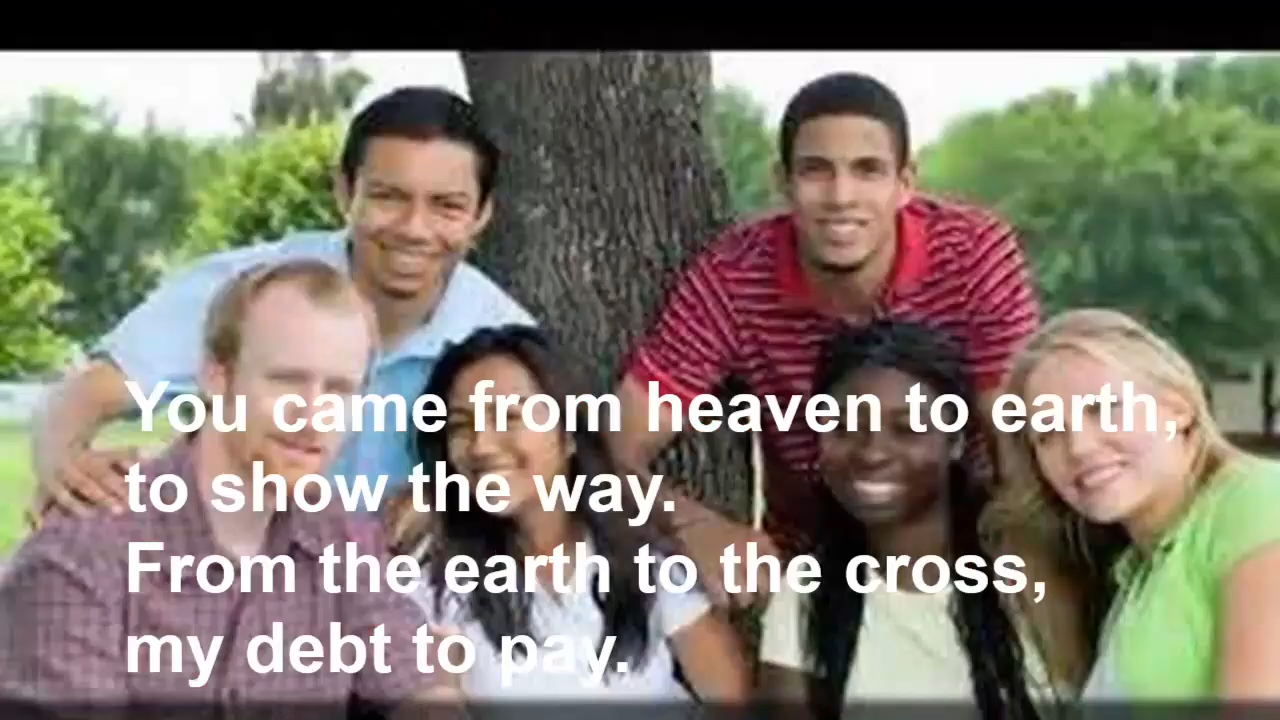 You came from heaven to earth,
to show the way.
From the earth to the cross,
my debt to pay.